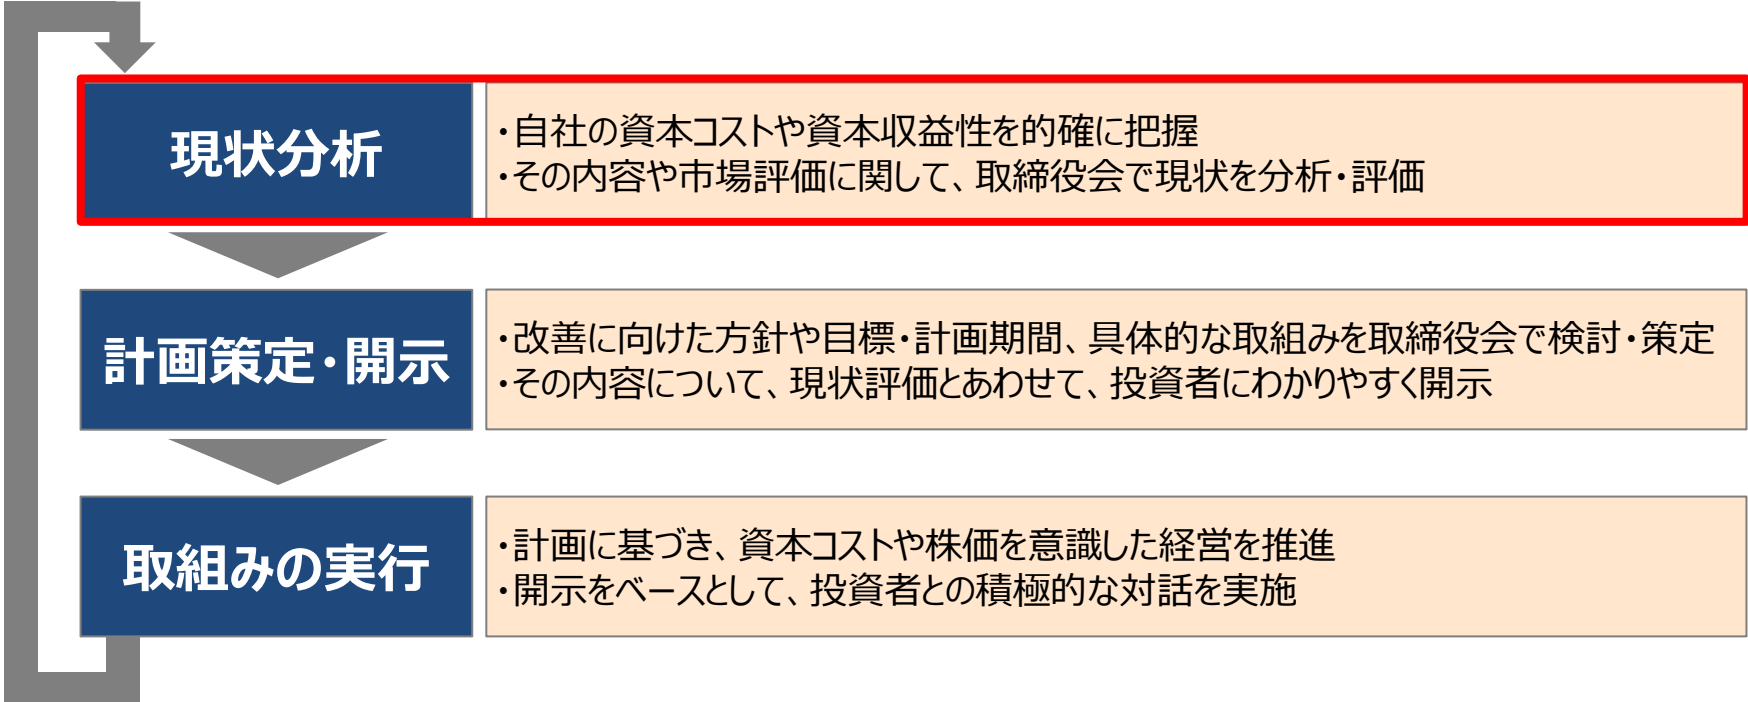 現状分析
・自社の資本コストや資本収益性を的確に把握
・その内容や市場評価に関して、取締役会で現状を分析・評価
計画策定・開示
・改善に向けた方針や目標・計画期間、具体的な取組みを取締役会で検討・策定
・その内容について、現状評価とあわせて、投資者にわかりやすく開示
取組みの実行
・計画に基づき、資本コストや株価を意識した経営を推進
・開示をベースとして、投資者との積極的な対話を実施